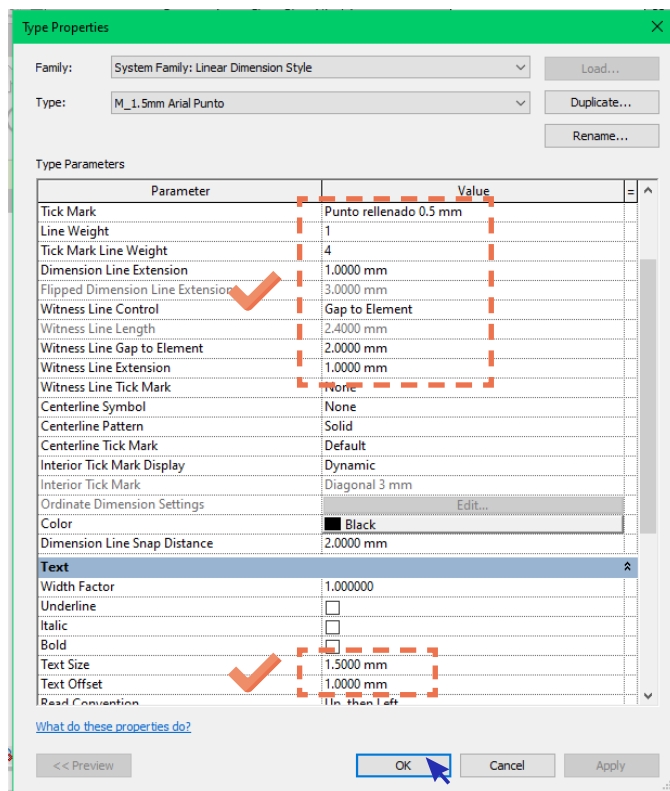 Type Properties
Family: System Family: Linear Dimension Style Load...
Type: M_1.5mm Arial Punto Duplicate...
Rename...
Type Parameters
Parameter Value =
Tick Mark Punto rellenado 0.5 mm
Line Weight 1
Tick Mark Line Weight 4
Dimension Line Extension 1.0000 mm
Flipped Dimension Line Extension 3.0000 mm
Witness Line Control Gap to Element
Witness Line Length 2.4000 mm
Witness Line Gap to Element 2.0000 mm
Witness Line Extension 1.0000 mm
Witness Line Tick Mark None
Centerline Symbol None
Centerline Pattern Solid
Centerline Tick Mark Default
Interior Tick Mark Display Dynamic
Interior Tick Mark Diagonal 3 mm
Ordinate Dimension Settings Edit...
Color Black
Dimension Line Snap Distance 2.0000 mm
Text
Width Factor 1.000000
Underline
Italic
Bold
Text Size 1.5000 mm
Text Offset 1.0000 mm
Read Convention Up, then Left
What do these properties do?
<< Preview OK Cancel Apply